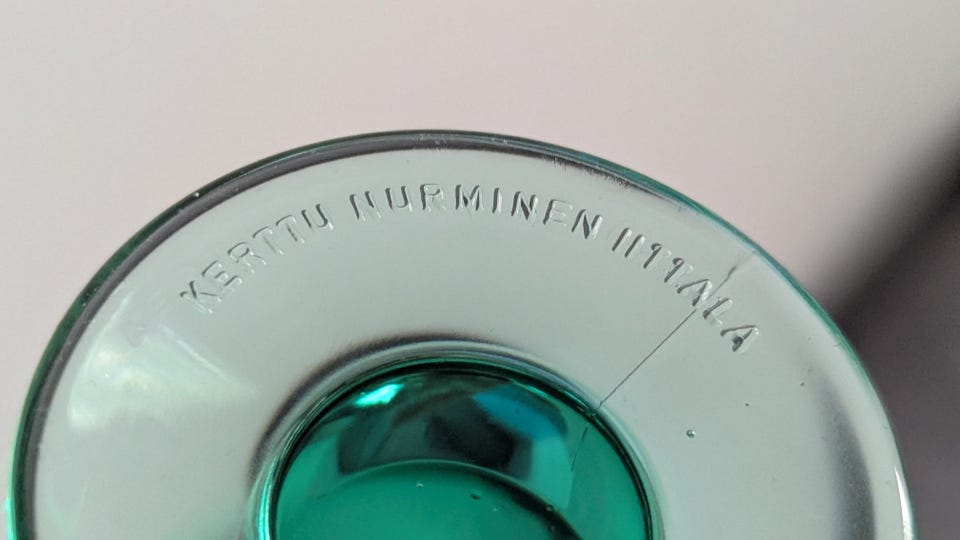 KERTTU NURMINEN IITTALA